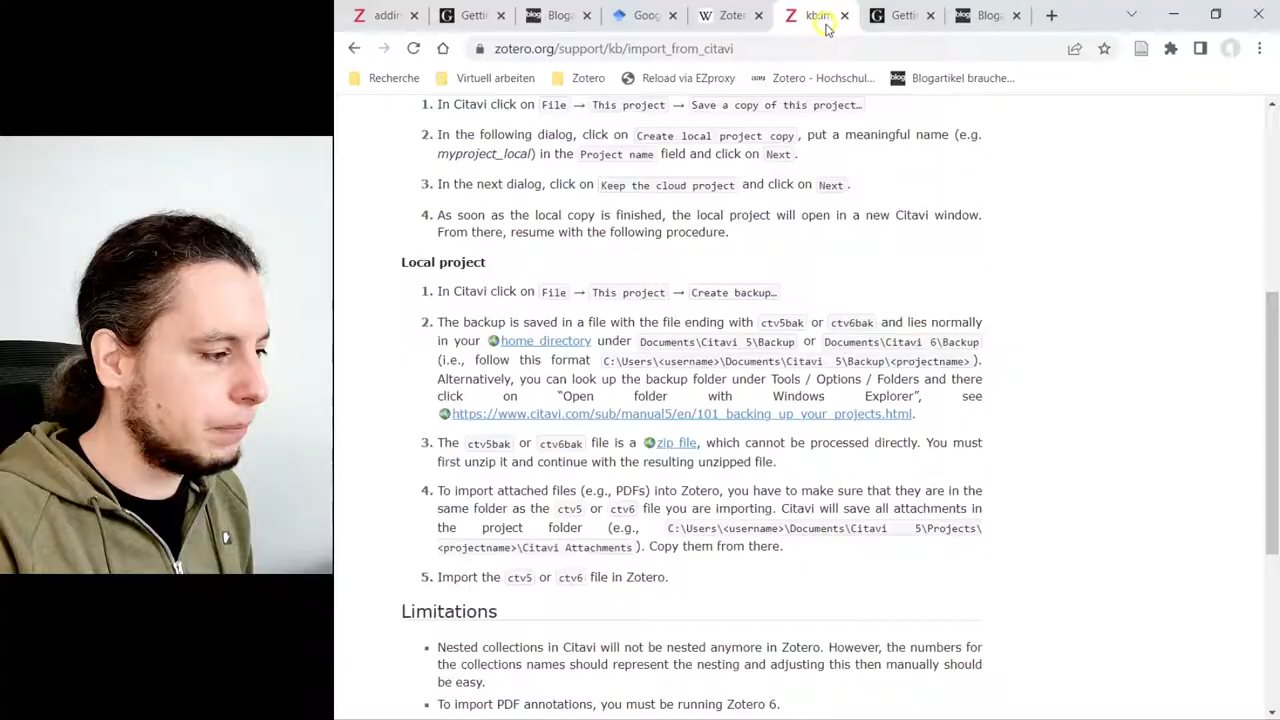 addin
Getti
Blog
Goog
Zoter
kb:im
Getti
Blog
zotero.org/support/kb/import_from_citavi
Recherche
Virtuell arbeiten
Zotero
Reload via EZproxy
Zotero - Hochschul...
Blogartikel brauche...
1. In Citavi click on File → This project → Save a copy of this project…
2. In the following dialog, click on Create local project copy, put a meaningful name (e.g.
myproject_local) in the Project name field and click on Next.
3. In the next dialog, click on Keep the cloud project and click on Next.
4. As soon as the local copy is finished, the local project will open in a new Citavi window.
From there, resume with the following procedure.
Local project
1. In Citavi click on File → This project → Create backup…
2. The backup is saved in a file with the file ending with ctv5bak or ctv6bak and lies normally
in your home directory under Documents\Citavi 5\Backup or Documents\Citavi 6\Backup
(i.e., follow this format C:\Users\<username>\Documents\Citavi 5\Backup\<projectname>).
Alternatively, you can look up the backup folder under Tools / Options / Folders and there
click on “Open folder with Windows Explorer”, see
https://www.citavi.com/sub/manual5/en/101_backing_up_your_projects.html.
3. The ctv5bak or ctv6bak file is a zip file, which cannot be processed directly. You must
first unzip it and continue with the resulting unzipped file.
4. To import attached files (e.g., PDFs) into Zotero, you have to make sure that they are in the
same folder as the ctv5 or ctv6 file you are importing. Citavi will save all attachments in
the project folder (e.g., C:\Users\<username>\Documents\Citavi 5\Projects\
<projectname>\Citavi Attachments). Copy them from there.
5. Import the ctv5 or ctv6 file in Zotero.
Limitations
▪ Nested collections in Citavi will not be nested anymore in Zotero. However, the numbers for
the collections names should represent the nesting and adjusting this then manually should
be easy.
▪ To import PDF annotations, you must be running Zotero 6.